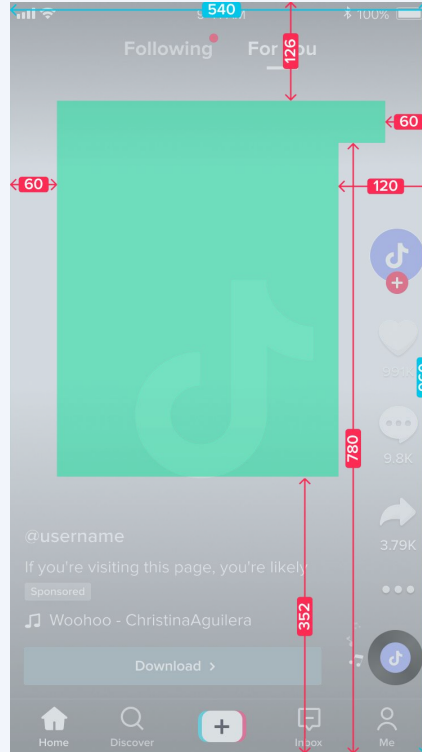 540
100%
Following
For You
126
60
60
120
9.8K
780
@username
3.79K
If you're visiting this page, you're likely
Sponsored
Woohoo - ChristinaAguilera
352
Download >
Home
Discover
Inbox
Me